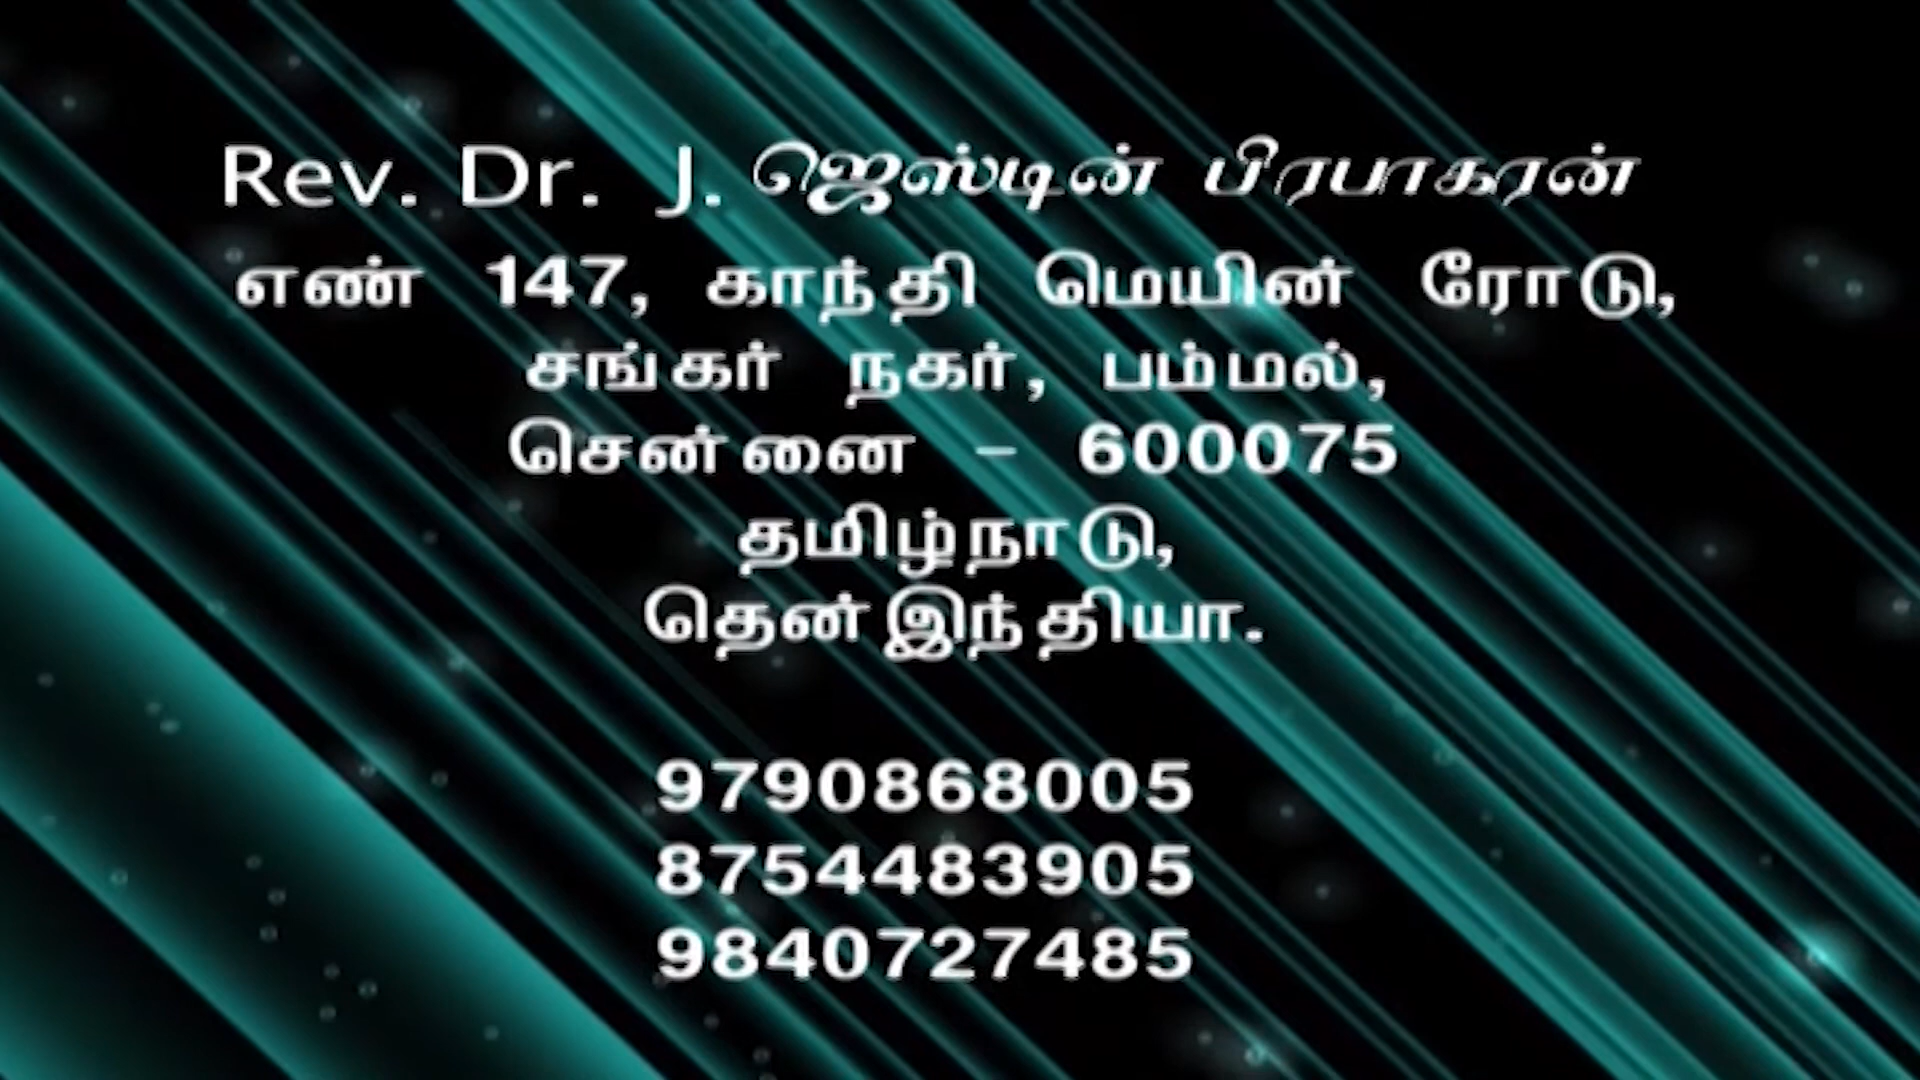 Rev. Dr. J. ஜெஸ்டின் பிரபாகரன்
எண் 147, காந்தி மெயின் ரோடு,
சங்கர் நகர், பம்மல்,
சென்னை - 600075
தமிழ்நாடு,
தென்இந்தியா.
9790868005
8754483905
9840727485